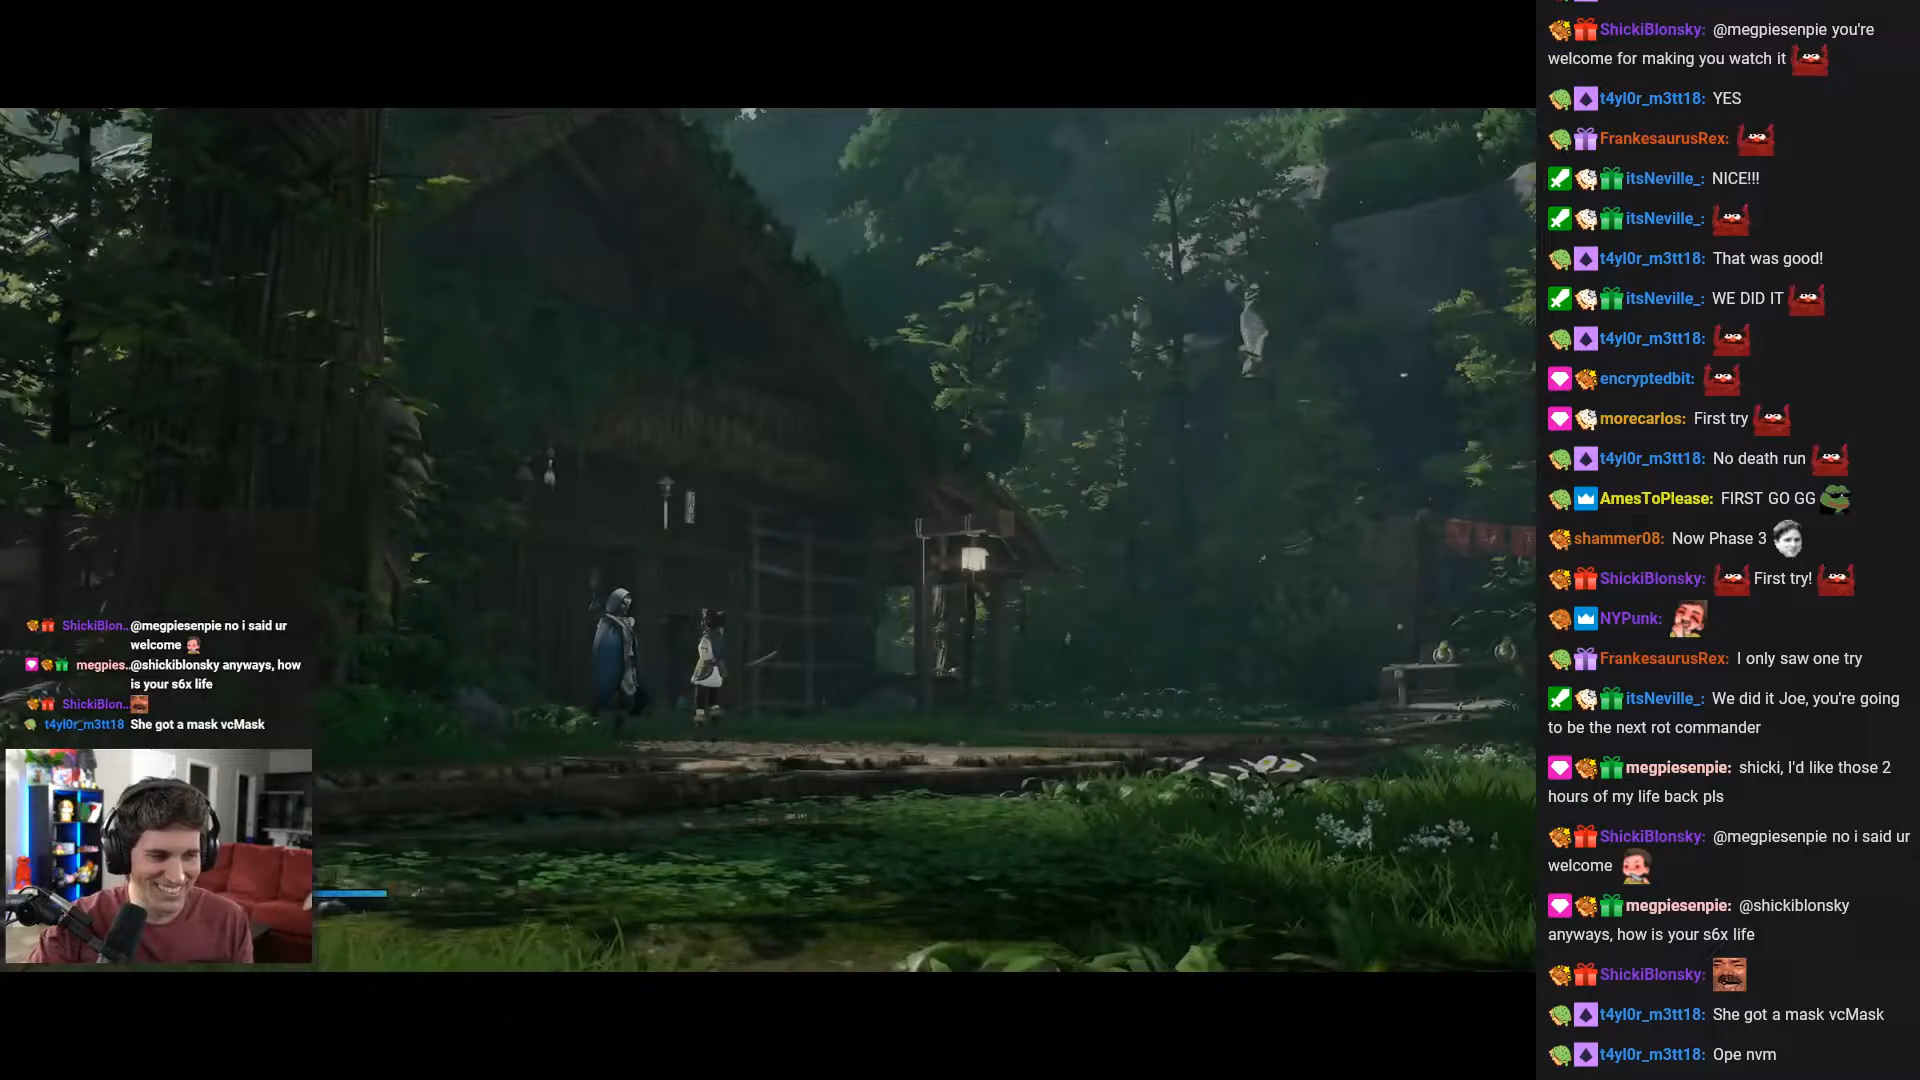 ShickiBlonsky: @megpiesenpie you're
welcome for making you watch it
t4yl0r_m3tt18: YES
FrankesaurusRex:
itsNeville_: NICE!!!
itsNeville_:
t4yl0r_m3tt18: That was good!
itsNeville_: WE DID IT
t4yl0r_m3tt18:
encryptedbit:
morecarlos: First try
t4yl0r_m3tt18: No death run
AmesToPlease: FIRST GO GG
shammer08: Now Phase 3
ShickiBlonsky: First try!
NYPunk:
FrankesaurusRex: I only saw one try
itsNeville_: We did it Joe, you're going
to be the next rot commander
megpiesenpie: shicki, I'd like those 2
hours of my life back pls
ShickiBlonsky: @megpiesenpie no i said ur
welcome
megpiesenpie: @shickiblonsky
anyways, how is your s6x life
ShickiBlonsky:
t4yl0r_m3tt18: She got a mask vcMask
t4yl0r_m3tt18: Ope nvm
ShickiBlon.. @megpiesenpie no i said ur
welcome
megpies.. @shickiblonsky anyways, how
is your s6x life
ShickiBlon..
t4yl0r_m3tt18 She got a mask vcMask